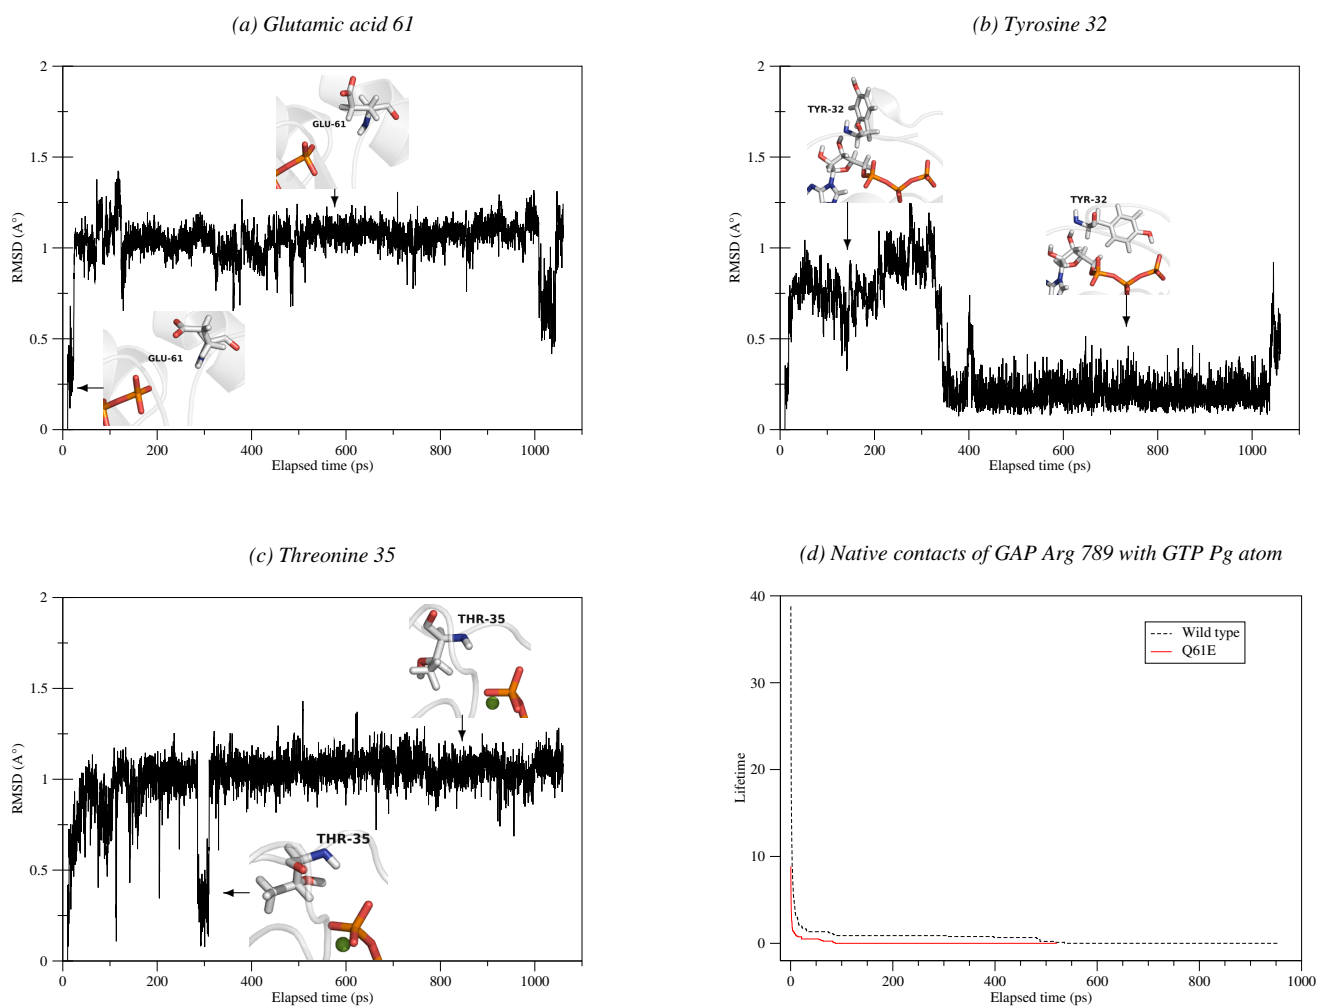 (a) Glutamic acid 61
2
1.5
1
0.5
0
RMSD (A°)
GLU-61
GLU-61
0 200 400 600 800 1000
Elapsed time (ps)
(b) Tyrosine 32
2
1.5
1
0.5
0
RMSD (A°)
TYR-32
TYR-32
0 200 400 600 800 1000
Elapsed time (ps)
(c) Threonine 35
2
1.5
1
0.5
0
RMSD (A°)
THR-35
THR-35
0 200 400 600 800 1000
Elapsed time (ps)
(d) Native contacts of GAP Arg 789 with GTP Pg atom
40
30
20
10
0
Lifetime
Wild type
Q61E
0 200 400 600 800 1000
Elapsed time (ps)